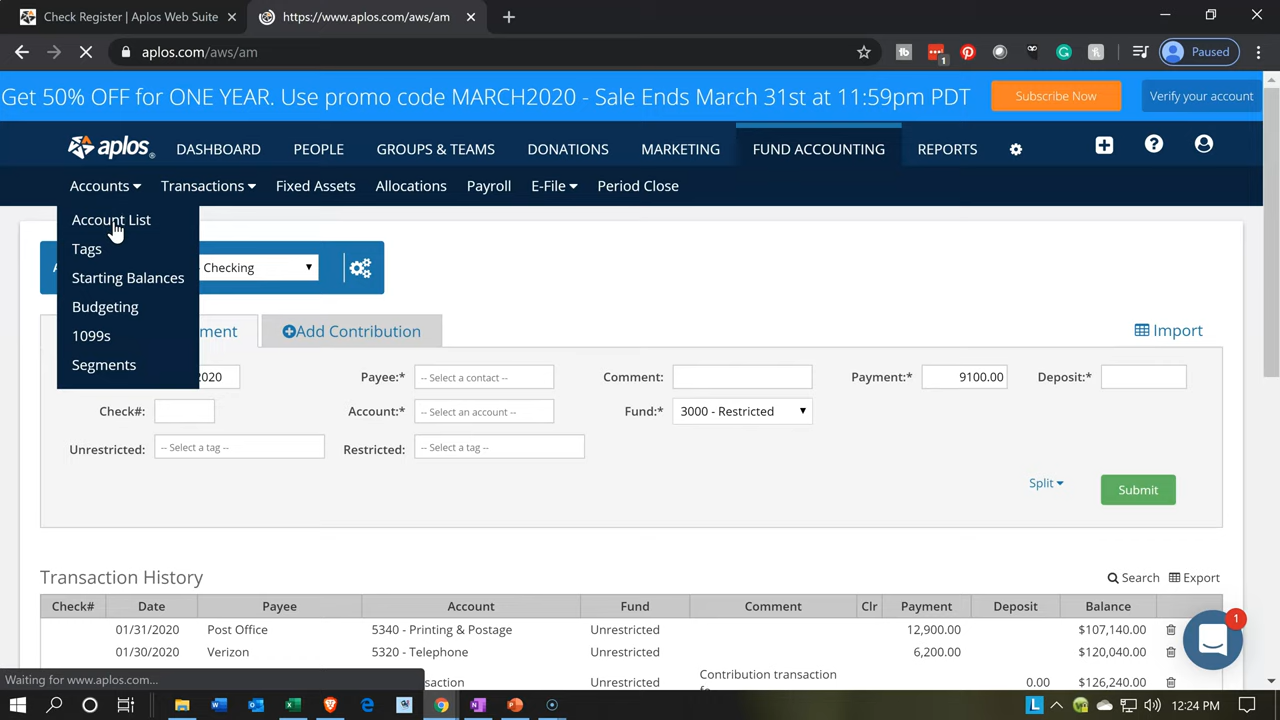 Check Register | Aplos Web Suite
https://www.aplos.com/aws/am
aplos.com/aws/am
Paused
Get 50% OFF for ONE YEAR. Use promo code MARCH2020 - Sale Ends March 31st at 11:59pm PDT
Subscribe Now
Verify your account
aplos
DASHBOARD PEOPLE GROUPS & TEAMS DONATIONS MARKETING FUND ACCOUNTING REPORTS
Accounts Transactions Fixed Assets Allocations Payroll E-File Period Close
Account List
Tags
Starting Balances
Budgeting
1099s
Segments
Checking
Add Contribution
Import
2020 Payee:* -- Select a contact -- Comment: Payment:* 9100.00 Deposit:*
Check#: Account:* -- Select an account -- Fund:* 3000 - Restricted
Unrestricted: -- Select a tag -- Restricted: -- Select a tag --
Split Submit
Transaction History
Search Export
Check# Date Payee Account Fund Comment Clr Payment Deposit Balance
01/31/2020 Post Office 5340 - Printing & Postage Unrestricted 12,900.00 $107,140.00
01/30/2020 Verizon 5320 - Telephone Unrestricted 6,200.00 $120,040.00
Unrestricted Contribution transaction 0.00 $126,240.00
Waiting for www.aplos.com...
1
12:24 PM